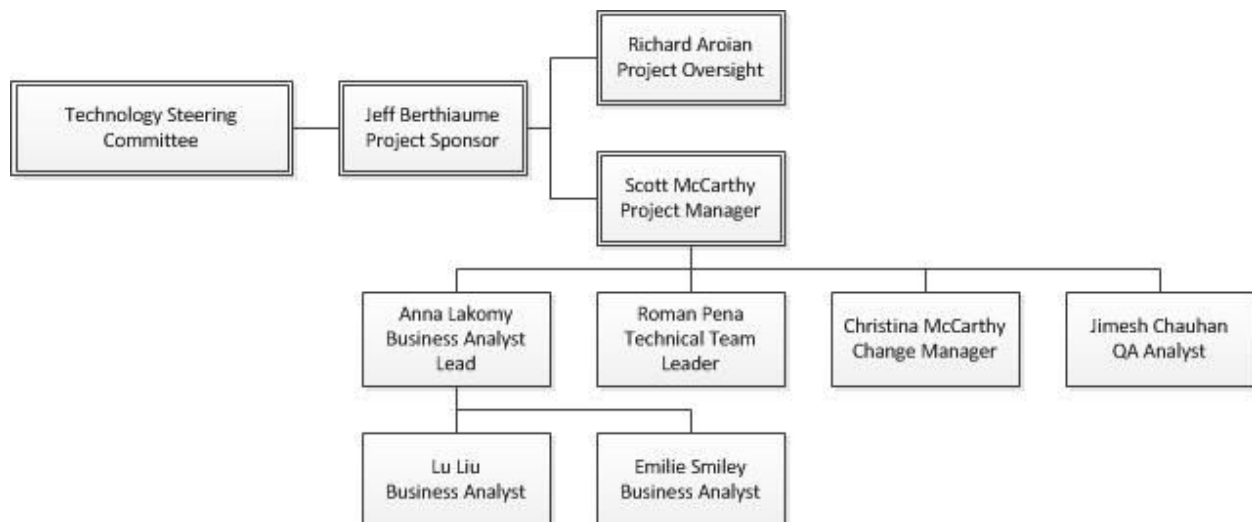 Richard Aroian
Project Oversight
Technology Steering
Committee
Jeff Berthiaume
Project Sponsor
Scott McCarthy
Project Manager
Anna Lakomy
Business Analyst
Lead
Roman Pena
Technical Team
Leader
Christina McCarthy
Change Manager
Jimesh Chauhan
QA Analyst
Lu Liu
Business Analyst
Emilie Smiley
Business Analyst